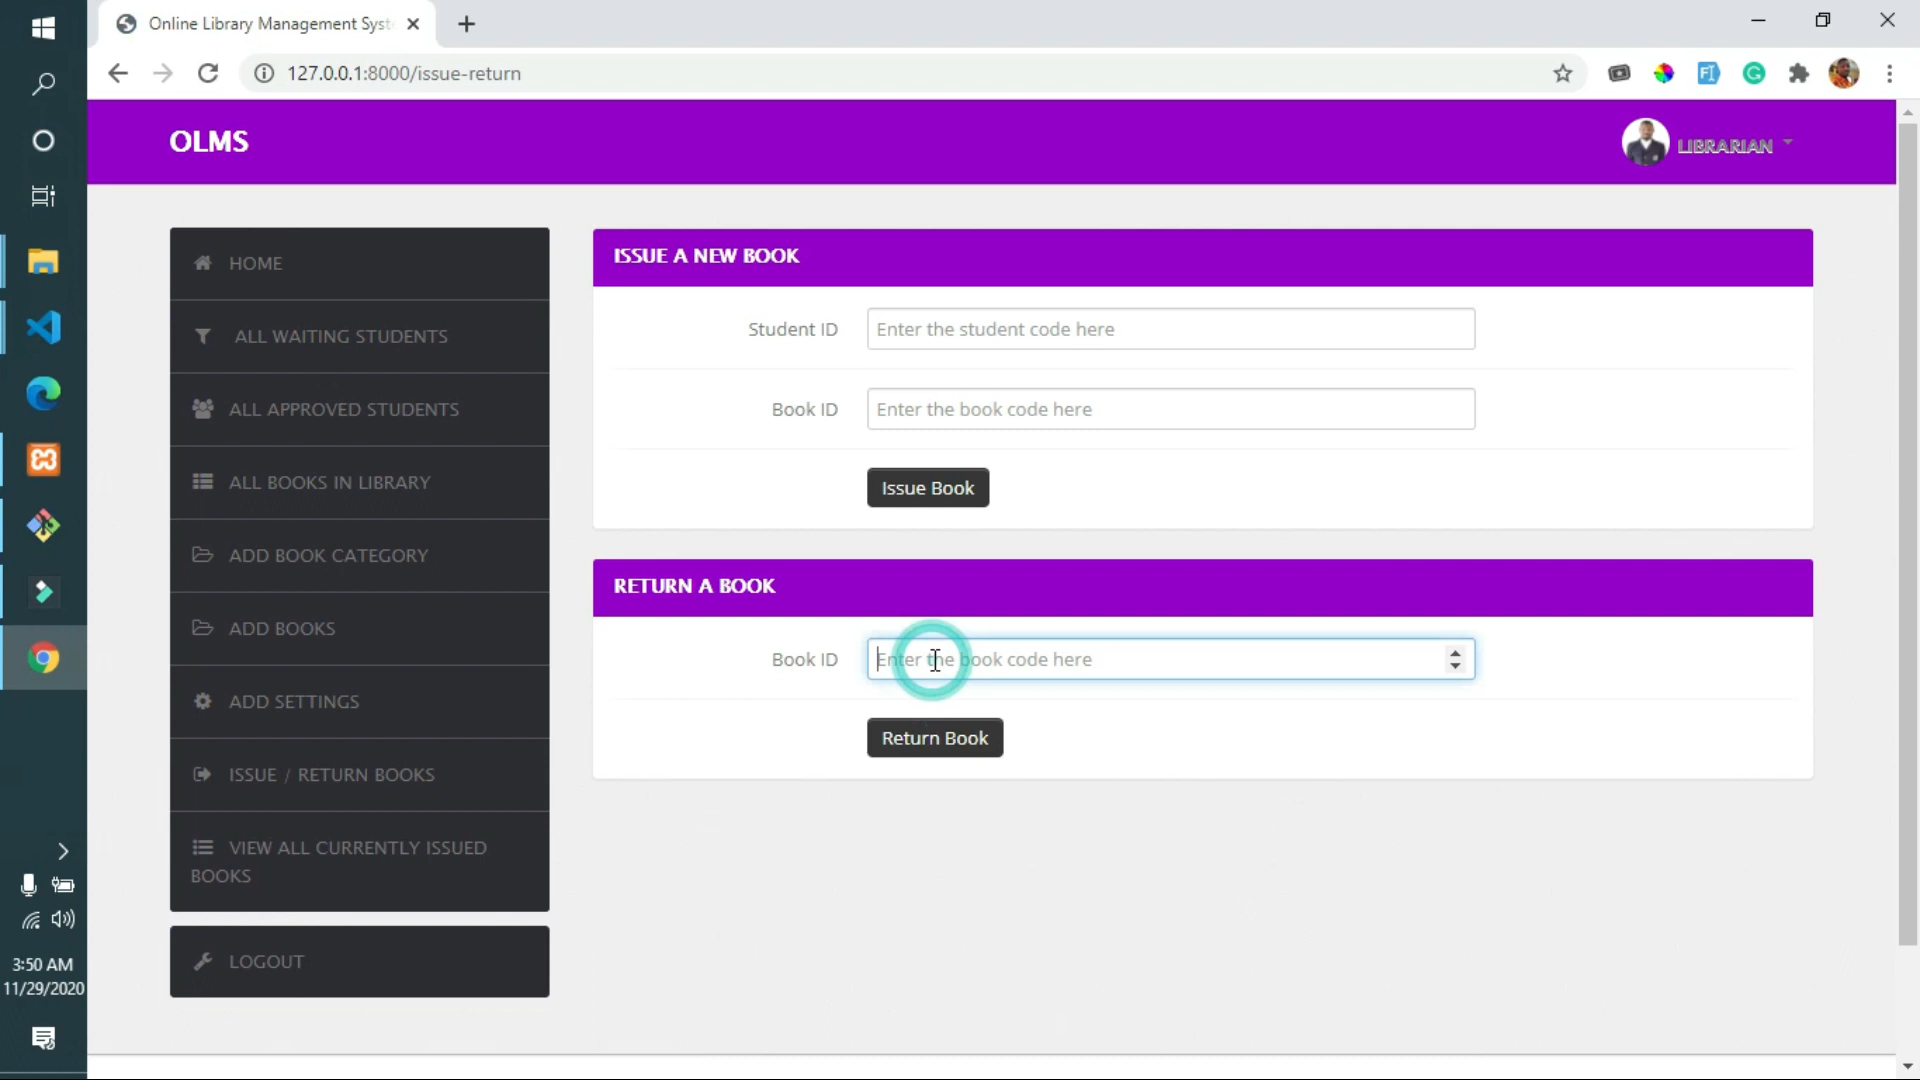 Online Library Management Syst
127.0.0.1:8000/issue-return
OLMS
LIBRARIAN
HOME
ALL WAITING STUDENTS
ALL APPROVED STUDENTS
ALL BOOKS IN LIBRARY
ADD BOOK CATEGORY
ADD BOOKS
ADD SETTINGS
ISSUE / RETURN BOOKS
VIEW ALL CURRENTLY ISSUED
BOOKS
LOGOUT
ISSUE A NEW BOOK
Student ID
Enter the student code here
Book ID
Enter the book code here
Issue Book
RETURN A BOOK
Book ID
Enter the book code here
Return Book
3:50 AM
11/29/2020